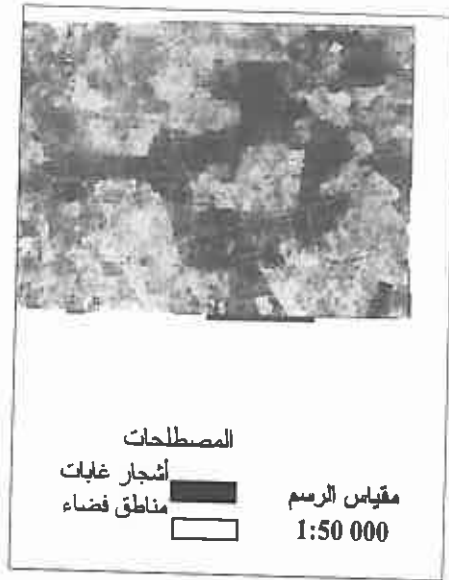 المصطلحات
أشجار غابات
مناطق فضاء
مقياس الرسم
1:50 000